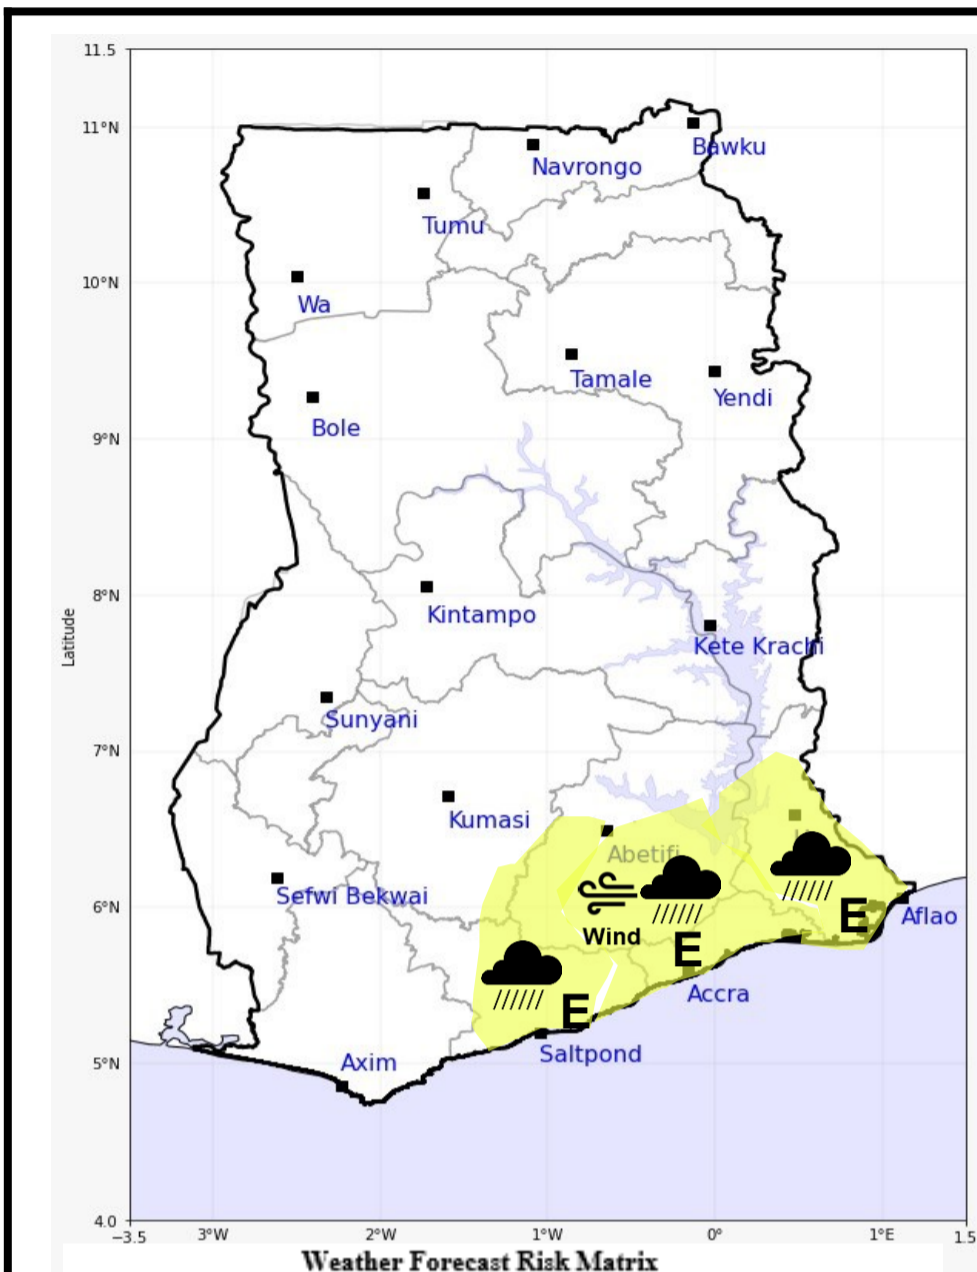 11.5
11°N
Bawku
Navrongo
Tumu
10°N
Wa
Tamale
Yendi
Bole
9°N
8°N
Kintampo
Kete Krachi
Latitude
Sunyani
7°N
Kumasi
Abetifi
Sefwi Bekwai
6°N
Wind
E
Aflao
E
Accra
E
Saltpond
5°N
Axim
4.0
-3.5
3°W
2°W
1°W
0°
1°E
1.5
Weather Forecast Risk Matrix